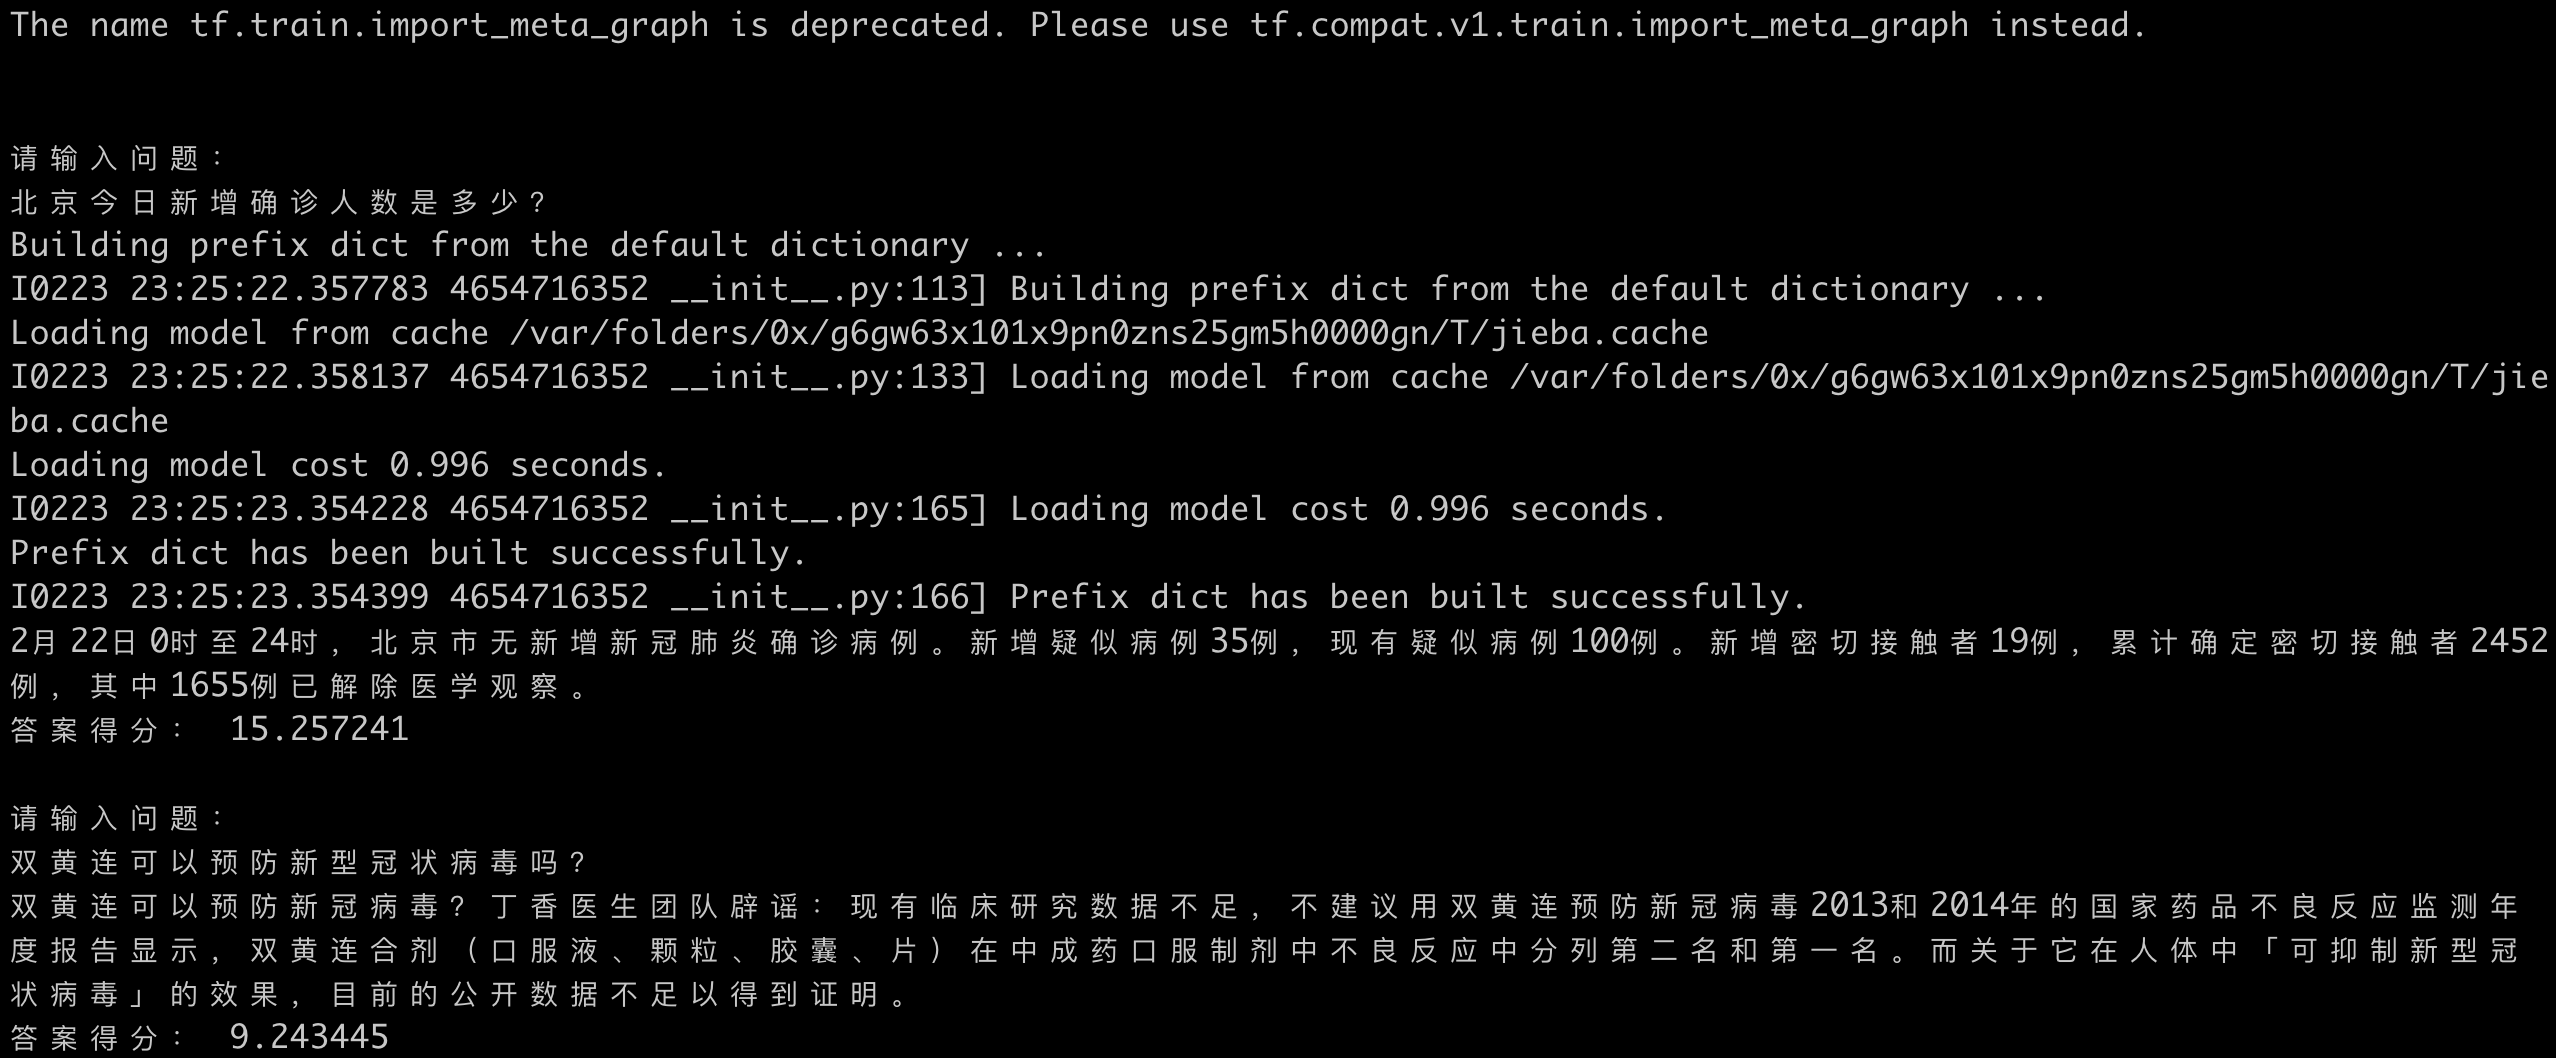 The name tf.train.import_meta_graph is deprecated. Please use tf.compat.v1.train.import_meta_graph instead.
请输入问题：
北京今日新增确诊人数是多少？
Building prefix dict from the default dictionary ...
I0223 23:25:22.357783 4654716352 __init__.py:113] Building prefix dict from the default dictionary ...
Loading model from cache /var/folders/0x/g6gw63x101x9pn0zns25gm5h0000gn/T/jieba.cache
I0223 23:25:22.358137 4654716352 __init__.py:133] Loading model from cache /var/folders/0x/g6gw63x101x9pn0zns25gm5h0000gn/T/jie
ba.cache
Loading model cost 0.996 seconds.
I0223 23:25:23.354228 4654716352 __init__.py:165] Loading model cost 0.996 seconds.
Prefix dict has been built successfully.
I0223 23:25:23.354399 4654716352 __init__.py:166] Prefix dict has been built successfully.
2月22日0时至24时，北京市无新增新冠肺炎确诊病例。新增疑似病例35例，现有疑似病例100例。新增密切接触者19例，累计确定密切接触者2452
例，其中1655例已解除医学观察。
答案得分： 15.257241
请输入问题：
双黄连可以预防新型冠状病毒吗？
双黄连可以预防新冠病毒？丁香医生团队辟谣：现有临床研究数据不足，不建议用双黄连预防新冠病毒2013和2014年的国家药品不良反应监测年
度报告显示，双黄连合剂（口服液、颗粒、胶囊、片）在中成药口服制剂中不良反应中分列第二名和第一名。而关于它在人体中「可抑制新型冠
状病毒」的效果，目前的公开数据不足以得到证明。
答案得分： 9.243445